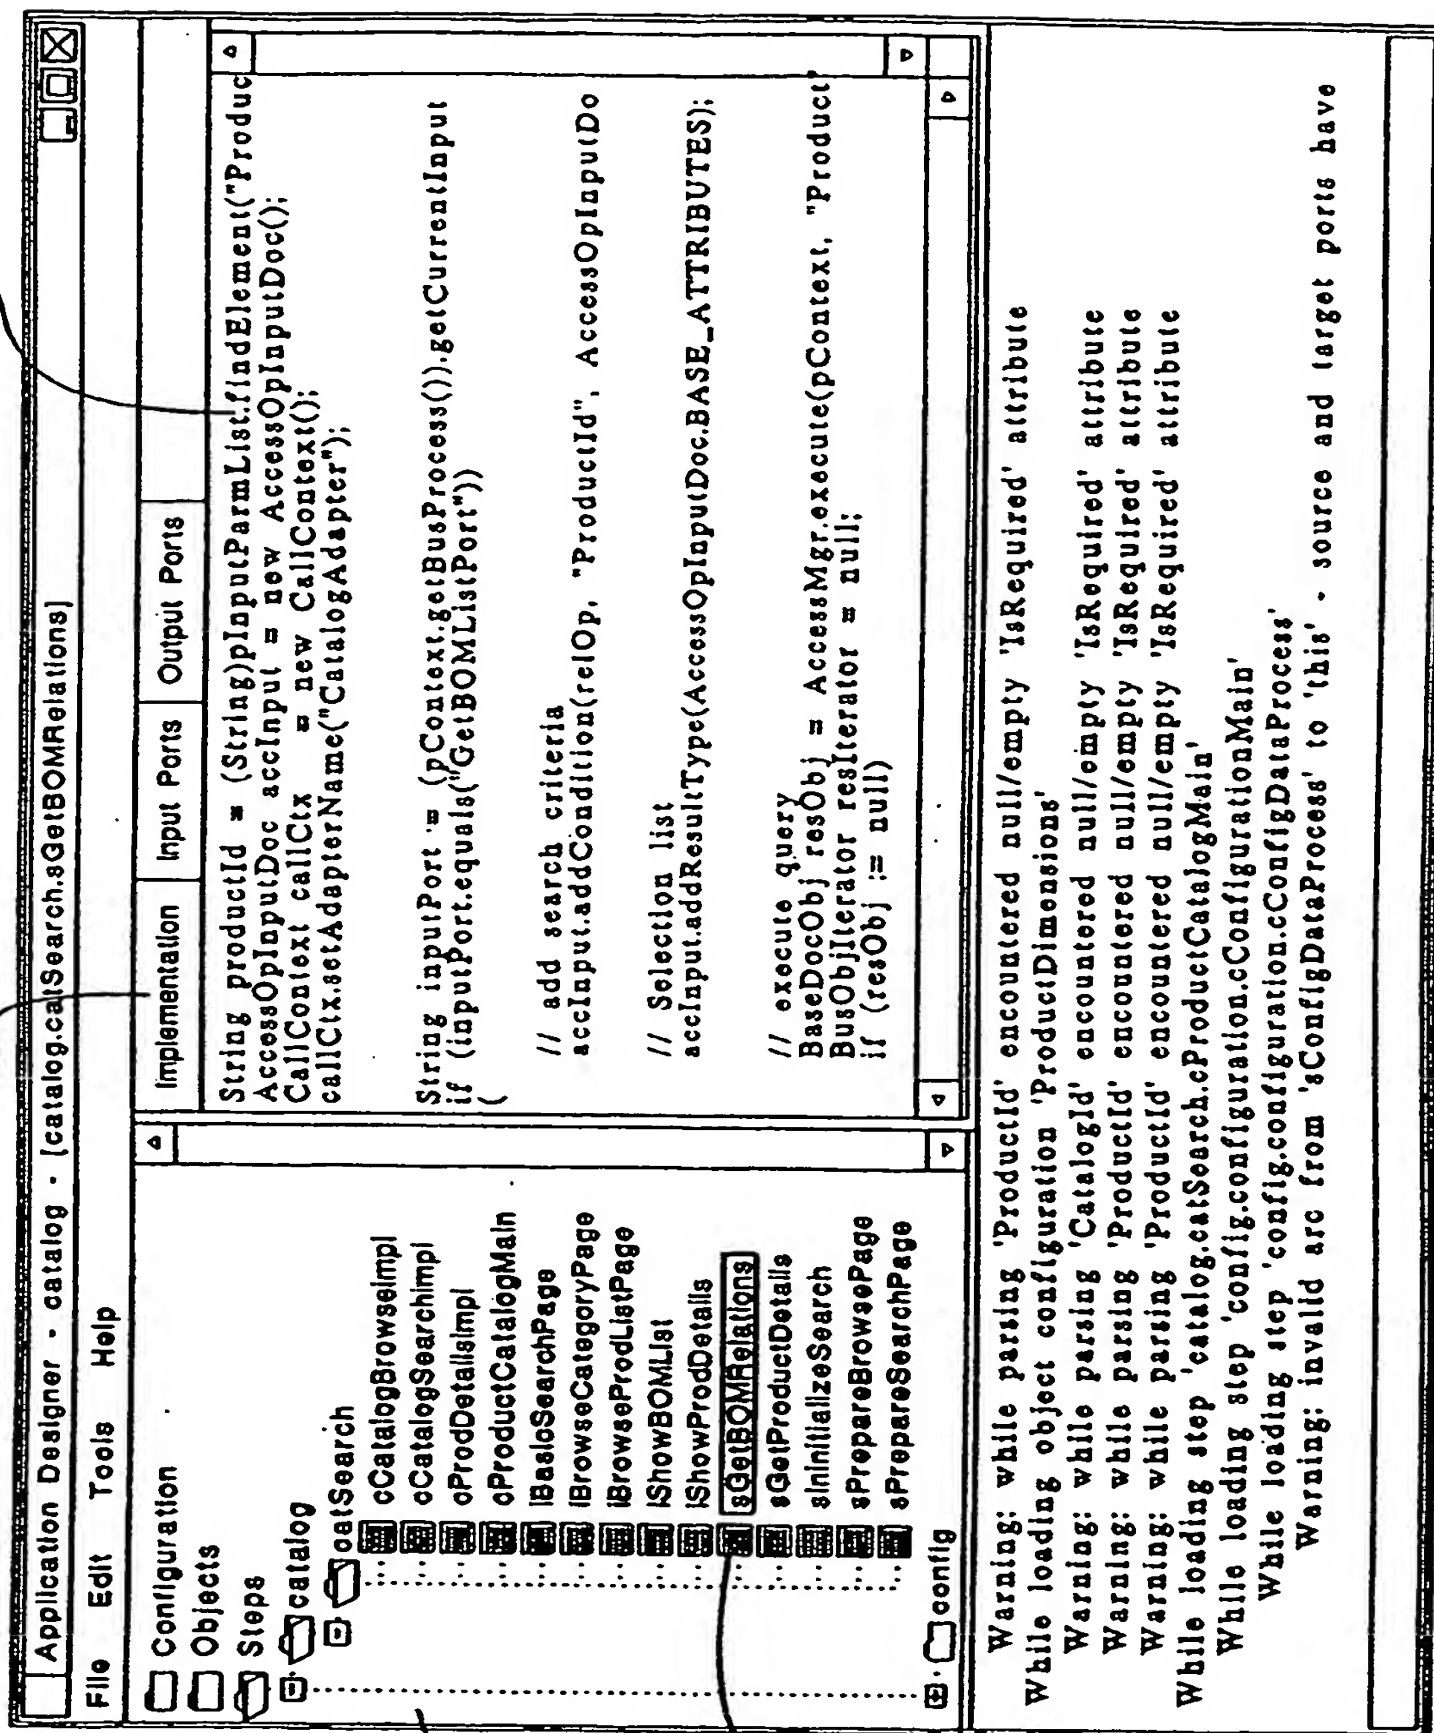 Application Designer - catalog - [catalog.catSearch.sGetBOMRelations]
File Edit Tools Help
Configuration
Objects
Steps
catalog
catSearch
cCatalogBrowseImpl
cCatalogSearchImpl
cProdDetailsImpl
cProductCatalogMain
iBasicSearchPage
iBrowseCategoryPage
iBrowseProdListPage
iShowBOMList
iShowProdDetails
sGetBOMRelations
sGetProductDetails
sInitializeSearch
sPrepareBrowsePage
sPrepareSearchPage
config
Implementation Input Ports Output Ports
String productId = (String)pInputParmList.findElement("Produc
AccessOpInputDoc accInput = new AccessOpInputDoc();
CallContext callCtx = new CallContext();
callCtx.setAdapterName("CatalogAdapter");
String inputPort = (pContext.getBusProcess()).getCurrentInput
if (inputPort.equals("GetBOMListPort"))
(
// add search criteria
accInput.addCondition(relOp, "ProductId", AccessOpInputDo
// Selection list
accInput.addResultType(AccessOpInputDoc.BASE_ATTRIBUTES);
// execute query
BaseDocObj resObj = AccessMgr.execute(pContext, "Product
BusObjIterator resIterator = null;
if (resObj := null)
Warning: while parsing 'ProductId' encountered null/empty 'IsRequired' attribute
While loading object configuration 'ProductDimensions'
Warning: while parsing 'CatalogId' encountered null/empty 'IsRequired' attribute
Warning: while parsing 'ProductId' encountered null/empty 'IsRequired' attribute
Warning: while parsing 'ProductId' encountered null/empty 'IsRequired' attribute
While loading step 'catalog.catSearch.cProductCatalogMain'
While loading step 'config.configuration.cConfigurationMain'
While loading step 'config.configuration.cConfigDataProcess'
Warning: invalid arc from 'sConfigDataProcess' to 'this' - source and target ports have